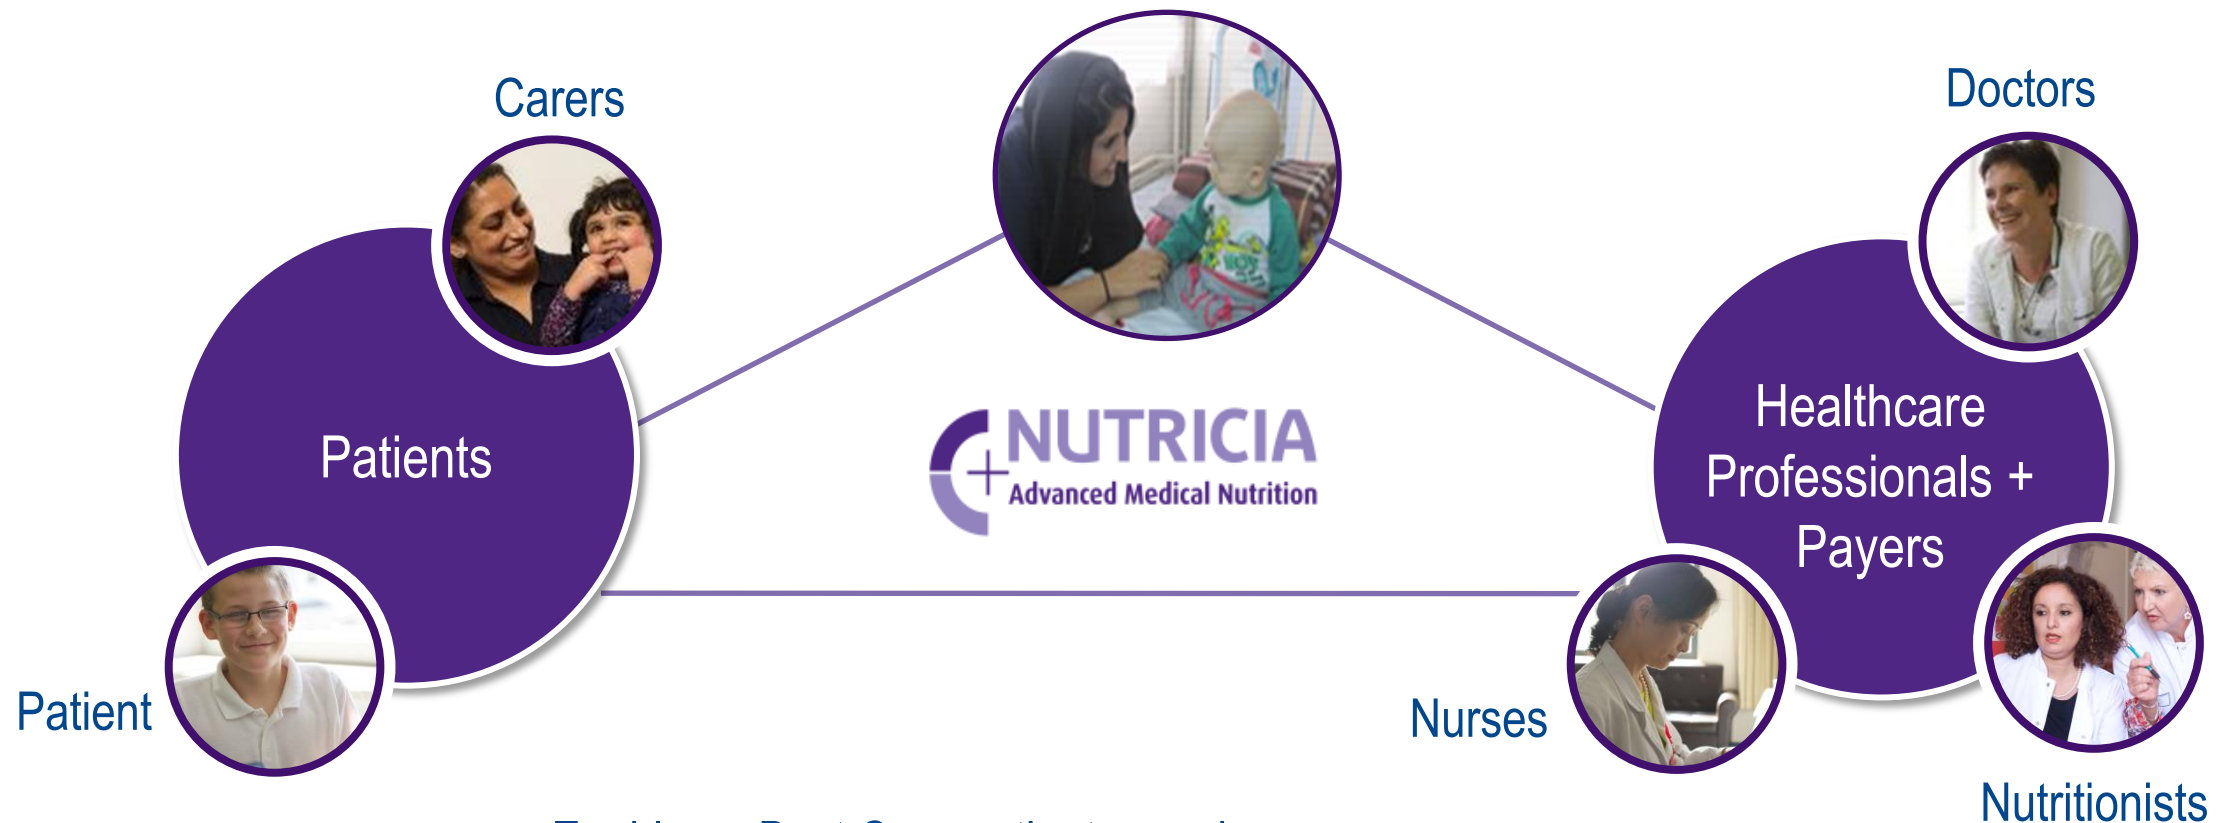 Carers
Doctors
Patients
NUTRICIA
Advanced Medical Nutrition
Healthcare
Professionals +
Payers
Patient
Nurses
Nutritionists